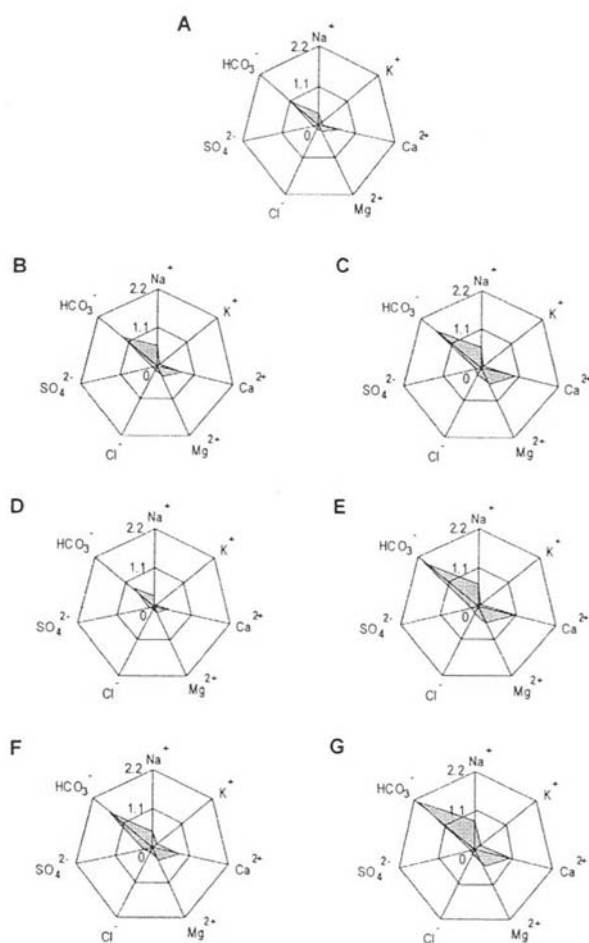 A
Na⁺
2.2
HCO₃⁻
K⁺
1.1
0
SO₄²⁻
Ca²⁺
Cl⁻
Mg²⁺
B
Na⁺
2.2
HCO₃⁻
K⁺
1.1
0
SO₄²⁻
Ca²⁺
Cl⁻
Mg²⁺
C
Na⁺
2.2
HCO₃⁻
K⁺
1.1
0
SO₄²⁻
Ca²⁺
Cl⁻
Mg²⁺
D
Na⁺
2.2
HCO₃⁻
K⁺
1.1
0
SO₄²⁻
Ca²⁺
Cl⁻
Mg²⁺
E
Na⁺
2.2
HCO₃⁻
K⁺
1.1
0
SO₄²⁻
Ca²⁺
Cl⁻
Mg²⁺
F
Na⁺
2.2
HCO₃⁻
K⁺
1.1
0
SO₄²⁻
Ca²⁺
Cl⁻
Mg²⁺
G
Na⁺
2.2
HCO₃⁻
K⁺
1.1
0
SO₄²⁻
Ca²⁺
Cl⁻
Mg²⁺